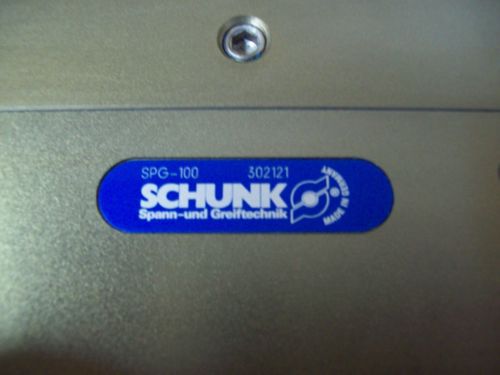 SPG-100 302121
SCHUNK ®
Spann-und Greiftechnik
MADE IN GERMANY